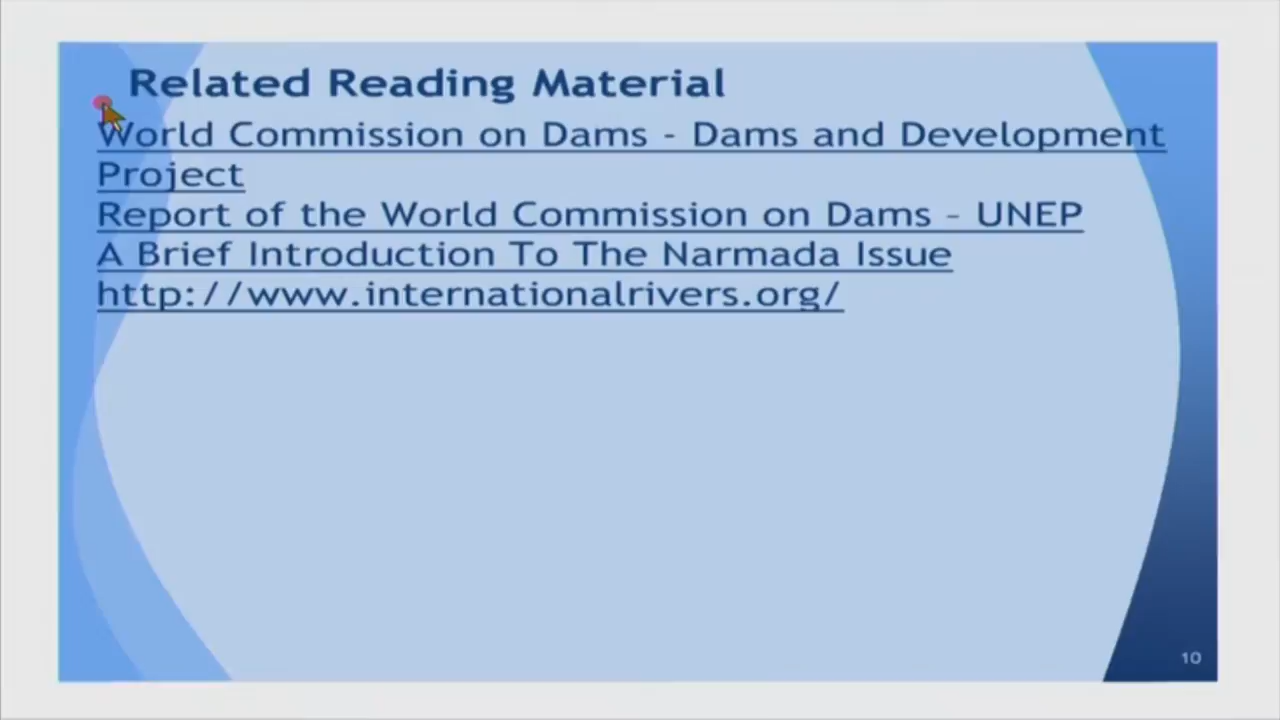 Related Reading Material
World Commission on Dams - Dams and Development
Project
Report of the World Commission on Dams – UNEP
A Brief Introduction To The Narmada Issue
http://www.internationalrivers.org/
10